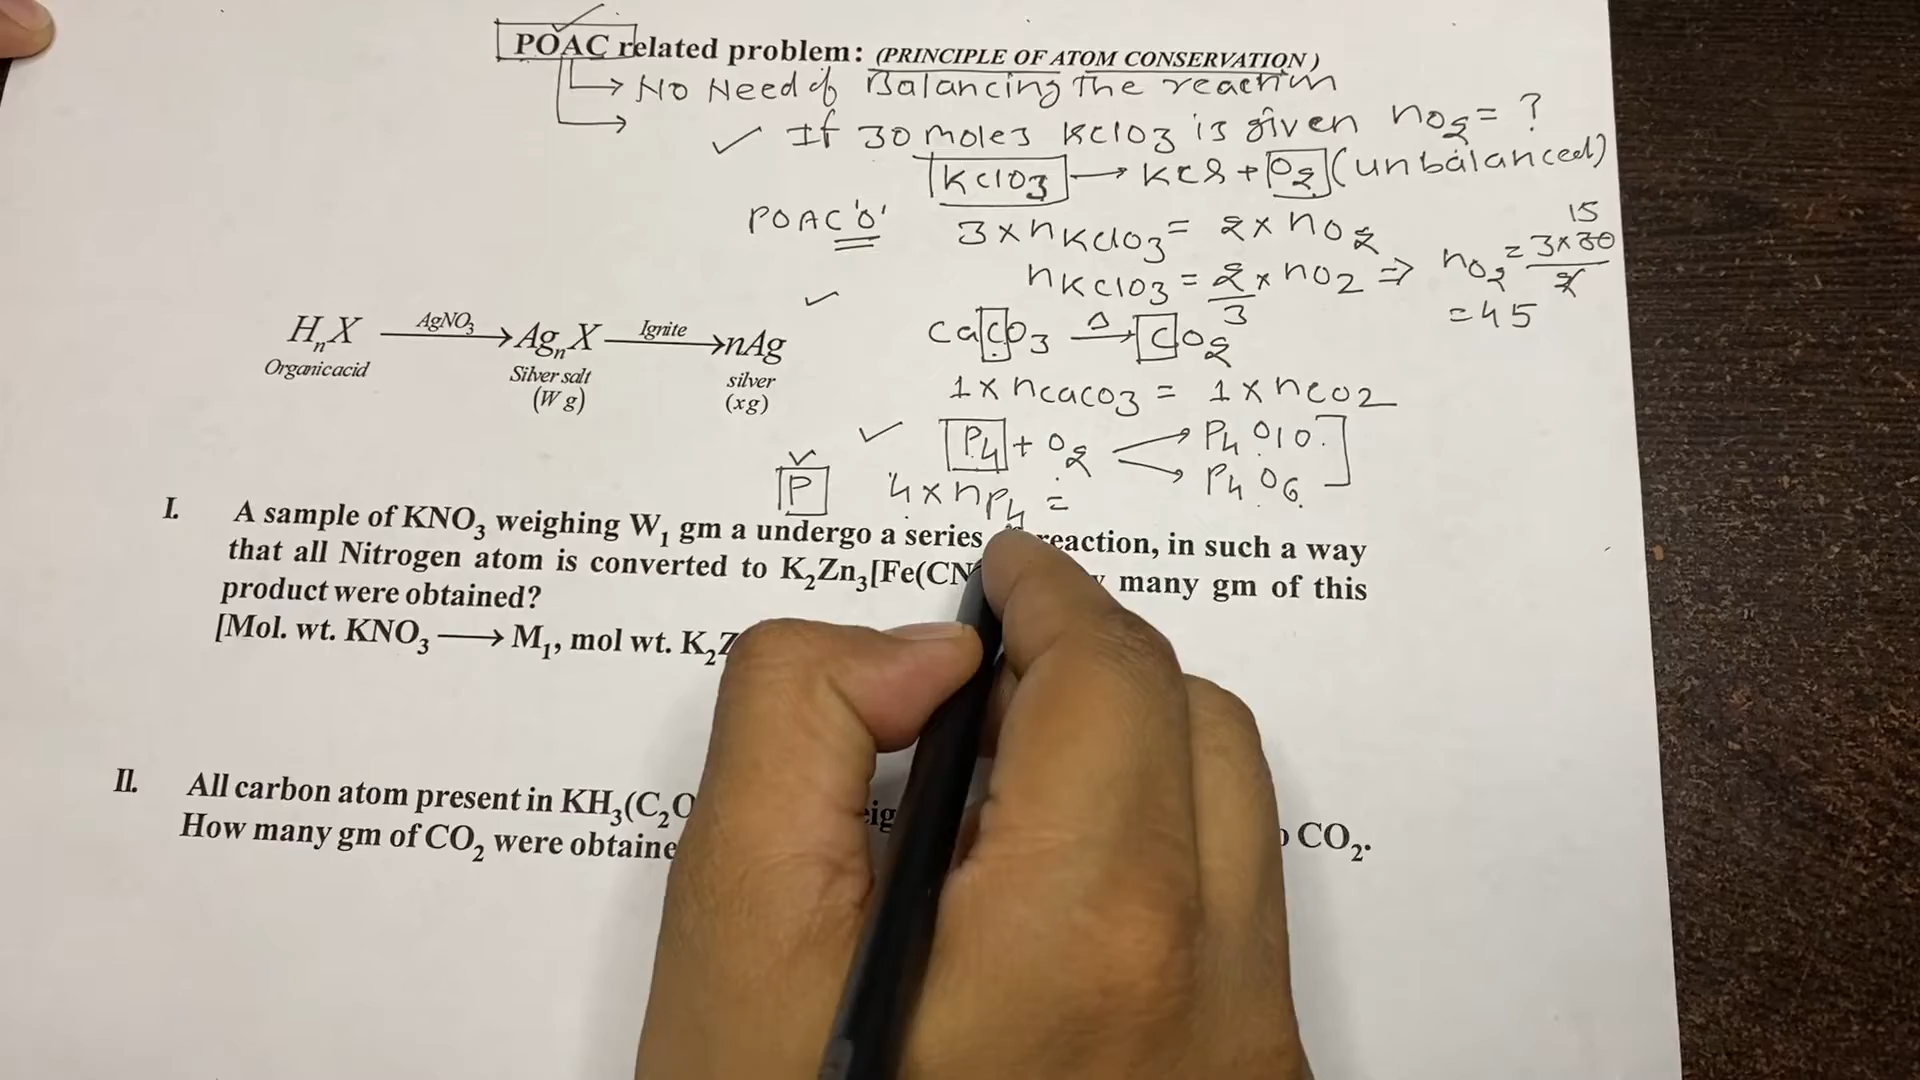 POAC related problem: (PRINCIPLE OF ATOM CONSERVATION)
→ No Need of Balancing The reaction
→
✓ If 30 moles KClO3 is given nO2 = ?
KClO3 → KCl + O2 (unbalanced)
POAC 'O' 3 × nKClO3 = 2 × nO2
nKClO3 = 2/3 × nO2 ⇒ nO2 = 3×30/2
15
= 45
HnX —AgNO3→ AgnX —Ignite→ nAg
Organic acid Silver salt silver
(W g) (xg)
✓ CaCO3 —Δ→ CO2
1 × nCaCO3 = 1 × nCO2
✓ P4 + O2 → P4O10
→ P4O6
✓ P 4 × nP4 =
I. A sample of KNO3 weighing W1 gm a undergo a series reaction, in such a way
that all Nitrogen atom is converted to K2Zn3[Fe(CN many gm of this
product were obtained?
[Mol. wt. KNO3 → M1, mol wt. K2Z
II. All carbon atom present in KH3(C2O eig CO2.
How many gm of CO2 were obtaine